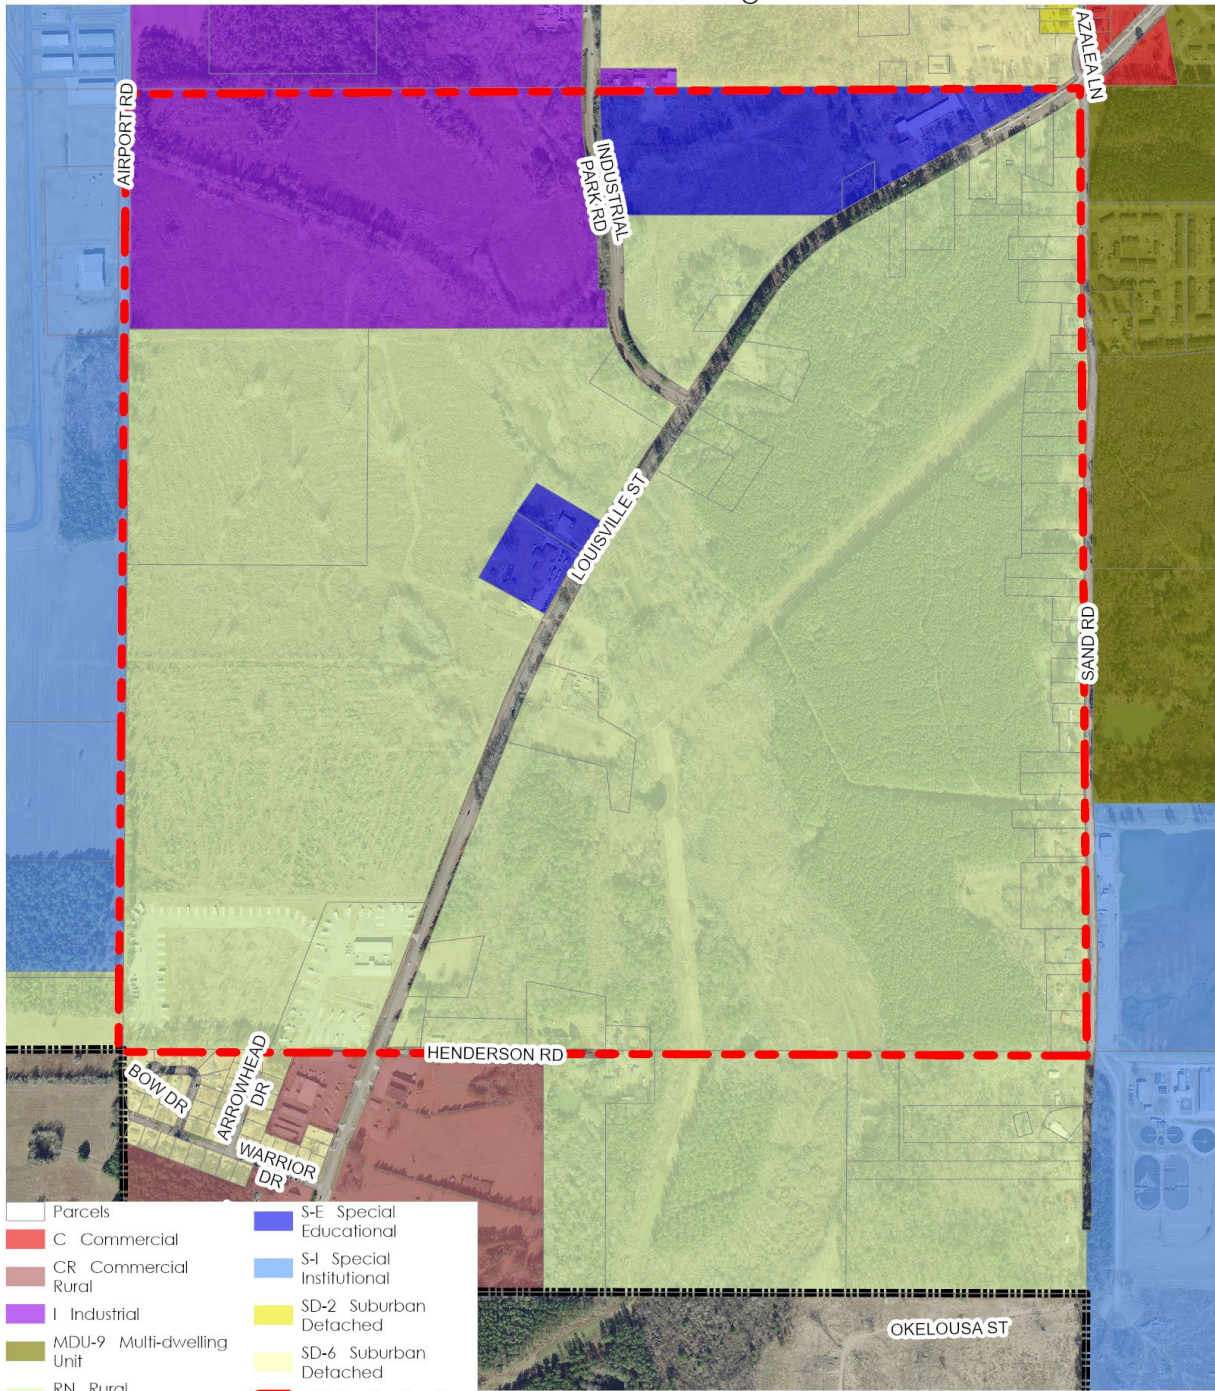 AZALEA LN
AIRPORT RD
INDUSTRIAL
PARK RD
LOUISVILLE ST
SAND RD
HENDERSON RD
BOW DR
ARROWHEAD
DR
WARRIOR
DR
OKELOUSA ST
Parcels
C Commercial
CR Commercial
Rural
I Industrial
MDU-9 Multi-dwelling
Unit
RN Rural
S-E Special
Educational
S-I Special
Institutional
SD-2 Suburban
Detached
SD-6 Suburban
Detached